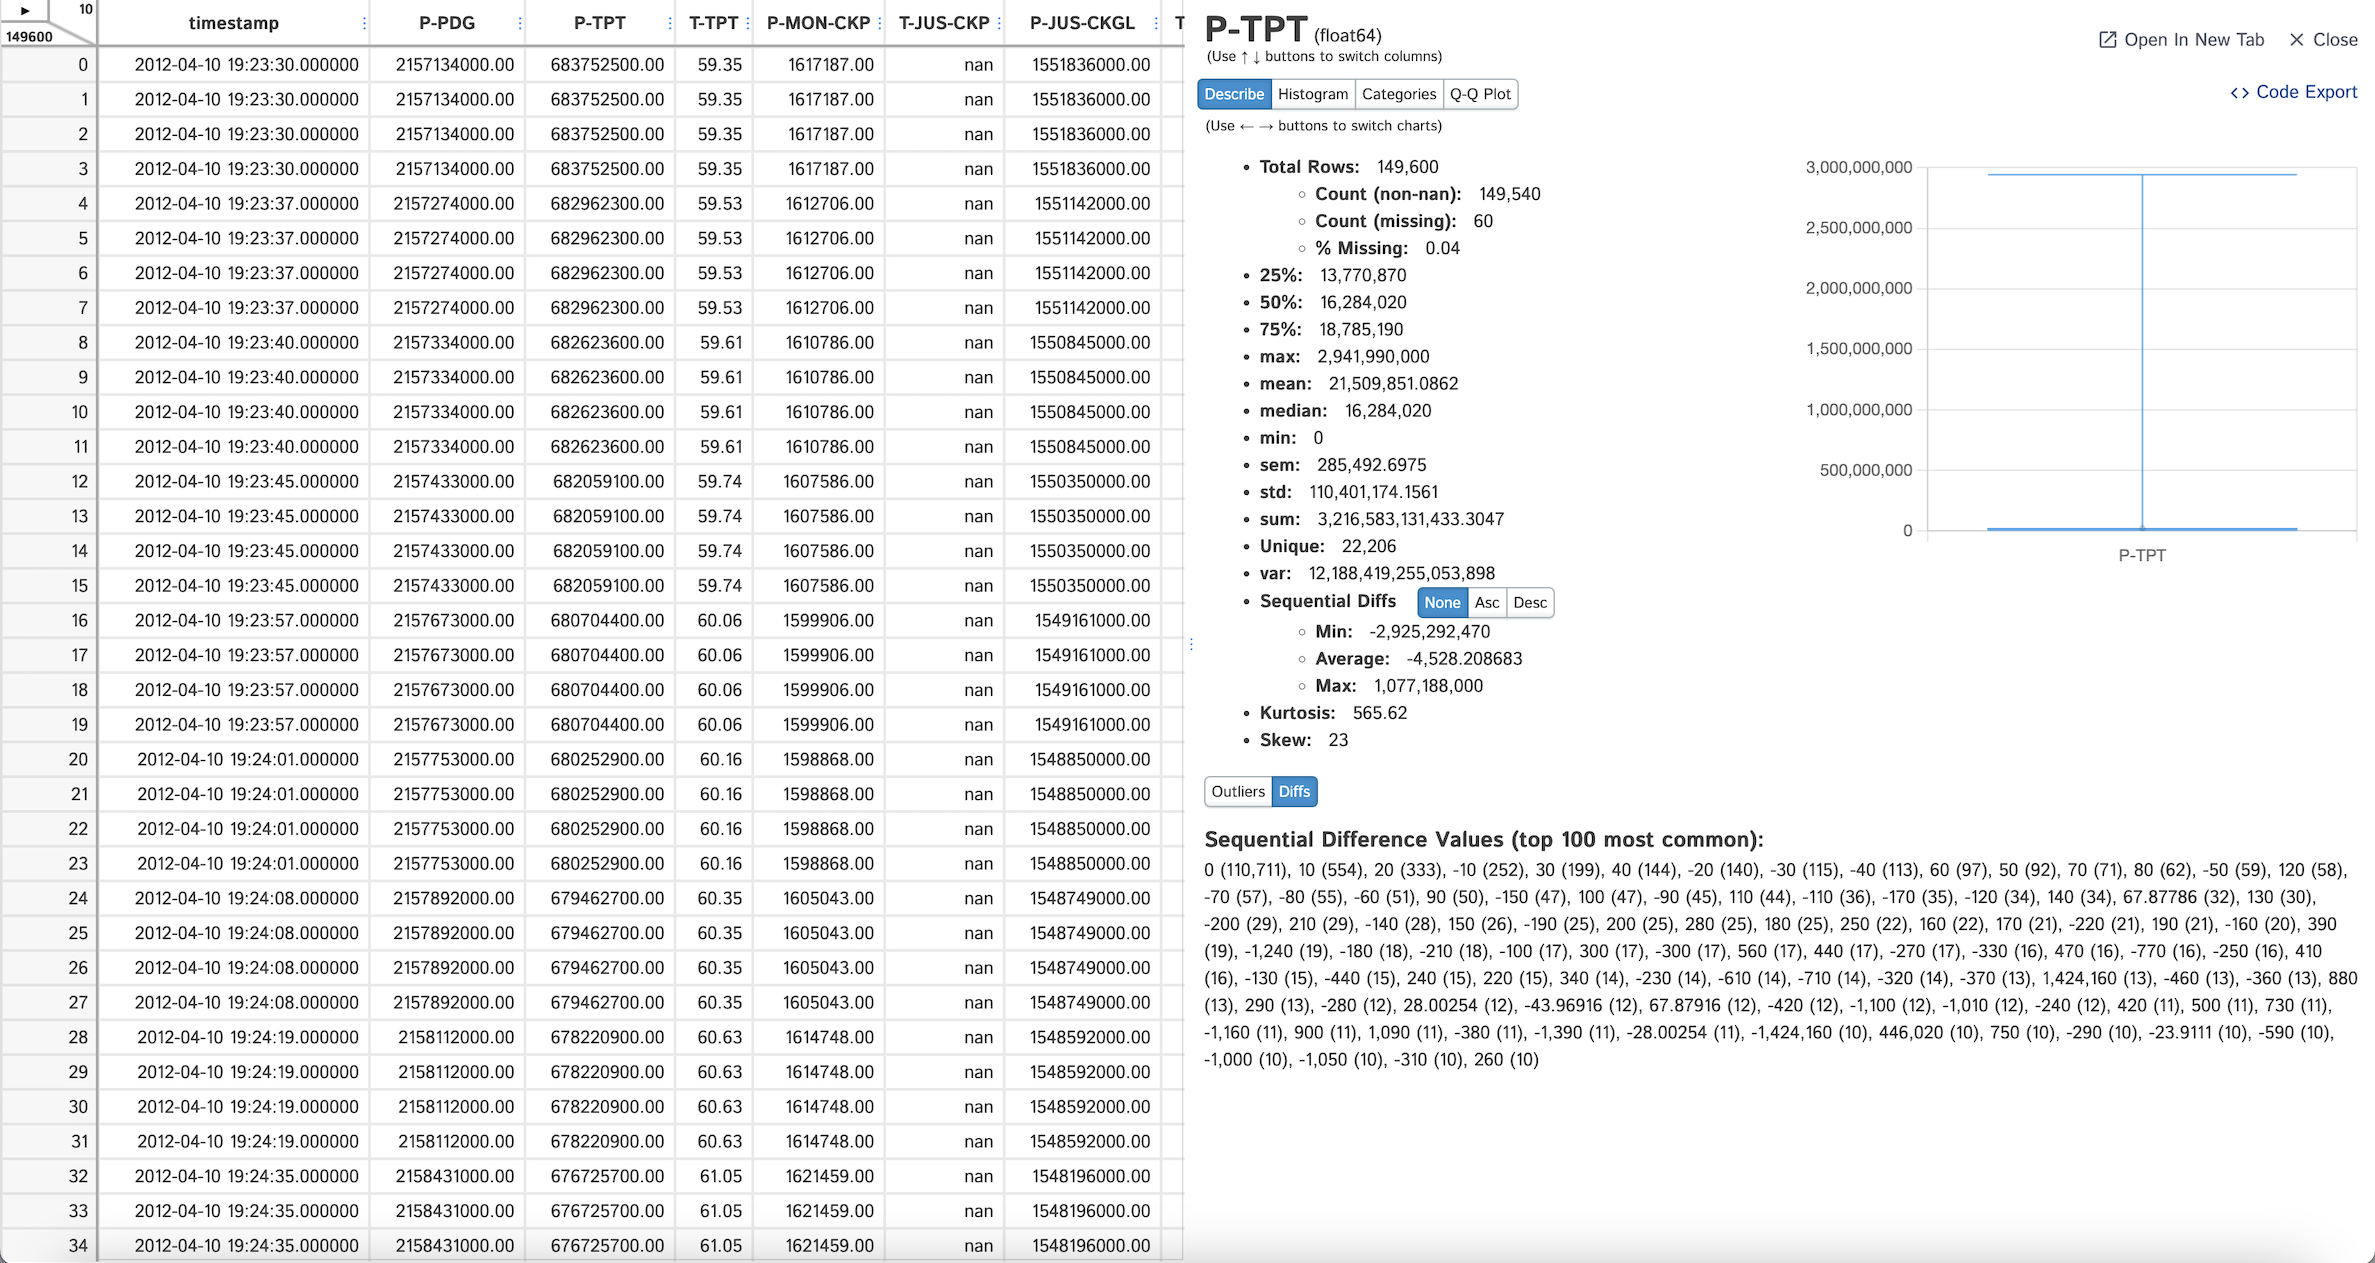 ▶ 10
149600
timestamp P-PDG P-TPT T-TPT P-MON-CKP T-JUS-CKP P-JUS-CKGL T
0 2012-04-10 19:23:30.000000 2157134000.00 683752500.00 59.35 1617187.00 nan 1551836000.00
1 2012-04-10 19:23:30.000000 2157134000.00 683752500.00 59.35 1617187.00 nan 1551836000.00
2 2012-04-10 19:23:30.000000 2157134000.00 683752500.00 59.35 1617187.00 nan 1551836000.00
3 2012-04-10 19:23:30.000000 2157134000.00 683752500.00 59.35 1617187.00 nan 1551836000.00
4 2012-04-10 19:23:37.000000 2157274000.00 682962300.00 59.53 1612706.00 nan 1551142000.00
5 2012-04-10 19:23:37.000000 2157274000.00 682962300.00 59.53 1612706.00 nan 1551142000.00
6 2012-04-10 19:23:37.000000 2157274000.00 682962300.00 59.53 1612706.00 nan 1551142000.00
7 2012-04-10 19:23:37.000000 2157274000.00 682962300.00 59.53 1612706.00 nan 1551142000.00
8 2012-04-10 19:23:40.000000 2157334000.00 682623600.00 59.61 1610786.00 nan 1550845000.00
9 2012-04-10 19:23:40.000000 2157334000.00 682623600.00 59.61 1610786.00 nan 1550845000.00
10 2012-04-10 19:23:40.000000 2157334000.00 682623600.00 59.61 1610786.00 nan 1550845000.00
11 2012-04-10 19:23:40.000000 2157334000.00 682623600.00 59.61 1610786.00 nan 1550845000.00
12 2012-04-10 19:23:45.000000 2157433000.00 682059100.00 59.74 1607586.00 nan 1550350000.00
13 2012-04-10 19:23:45.000000 2157433000.00 682059100.00 59.74 1607586.00 nan 1550350000.00
14 2012-04-10 19:23:45.000000 2157433000.00 682059100.00 59.74 1607586.00 nan 1550350000.00
15 2012-04-10 19:23:45.000000 2157433000.00 682059100.00 59.74 1607586.00 nan 1550350000.00
16 2012-04-10 19:23:57.000000 2157673000.00 680704400.00 60.06 1599906.00 nan 1549161000.00
17 2012-04-10 19:23:57.000000 2157673000.00 680704400.00 60.06 1599906.00 nan 1549161000.00
18 2012-04-10 19:23:57.000000 2157673000.00 680704400.00 60.06 1599906.00 nan 1549161000.00
19 2012-04-10 19:23:57.000000 2157673000.00 680704400.00 60.06 1599906.00 nan 1549161000.00
20 2012-04-10 19:24:01.000000 2157753000.00 680252900.00 60.16 1598868.00 nan 1548850000.00
21 2012-04-10 19:24:01.000000 2157753000.00 680252900.00 60.16 1598868.00 nan 1548850000.00
22 2012-04-10 19:24:01.000000 2157753000.00 680252900.00 60.16 1598868.00 nan 1548850000.00
23 2012-04-10 19:24:01.000000 2157753000.00 680252900.00 60.16 1598868.00 nan 1548850000.00
24 2012-04-10 19:24:08.000000 2157892000.00 679462700.00 60.35 1605043.00 nan 1548749000.00
25 2012-04-10 19:24:08.000000 2157892000.00 679462700.00 60.35 1605043.00 nan 1548749000.00
26 2012-04-10 19:24:08.000000 2157892000.00 679462700.00 60.35 1605043.00 nan 1548749000.00
27 2012-04-10 19:24:08.000000 2157892000.00 679462700.00 60.35 1605043.00 nan 1548749000.00
28 2012-04-10 19:24:19.000000 2158112000.00 678220900.00 60.63 1614748.00 nan 1548592000.00
29 2012-04-10 19:24:19.000000 2158112000.00 678220900.00 60.63 1614748.00 nan 1548592000.00
30 2012-04-10 19:24:19.000000 2158112000.00 678220900.00 60.63 1614748.00 nan 1548592000.00
31 2012-04-10 19:24:19.000000 2158112000.00 678220900.00 60.63 1614748.00 nan 1548592000.00
32 2012-04-10 19:24:35.000000 2158431000.00 676725700.00 61.05 1621459.00 nan 1548196000.00
33 2012-04-10 19:24:35.000000 2158431000.00 676725700.00 61.05 1621459.00 nan 1548196000.00
34 2012-04-10 19:24:35.000000 2158431000.00 676725700.00 61.05 1621459.00 nan 1548196000.00
P-TPT (float64)
(Use ↑ ↓ buttons to switch columns)
Open In New Tab Close
Describe Histogram Categories Q-Q Plot
<> Code Export
(Use ← → buttons to switch charts)
Total Rows: 149,600
Count (non-nan): 149,540
Count (missing): 60
% Missing: 0.04
25%: 13,770,870
50%: 16,284,020
75%: 18,785,190
max: 2,941,990,000
mean: 21,509,851.0862
median: 16,284,020
min: 0
sem: 285,492.6975
std: 110,401,174.1561
sum: 3,216,583,131,433.3047
Unique: 22,206
var: 12,188,419,255,053,898
Sequential Diffs None Asc Desc
Min: -2,925,292,470
Average: -4,528.208683
Max: 1,077,188,000
Kurtosis: 565.62
Skew: 23
3,000,000,000
2,500,000,000
2,000,000,000
1,500,000,000
1,000,000,000
500,000,000
0
P-TPT
Outliers Diffs
Sequential Difference Values (top 100 most common):
0 (110,711), 10 (554), 20 (333), -10 (252), 30 (199), 40 (144), -20 (140), -30 (115), -40 (113), 60 (97), 50 (92), 70 (71), 80 (62), -50 (59), 120 (58),
-70 (57), -80 (55), -60 (51), 90 (50), -150 (47), 100 (47), -90 (45), 110 (44), -110 (36), -170 (35), -120 (34), 140 (34), 67.87786 (32), 130 (30),
-200 (29), 210 (29), -140 (28), 150 (26), -190 (25), 200 (25), 280 (25), 180 (25), 250 (22), 160 (22), 170 (21), -220 (21), 190 (21), -160 (20), 390
(19), -1,240 (19), -180 (18), -210 (18), -100 (17), 300 (17), -300 (17), 560 (17), 440 (17), -270 (17), -330 (16), 470 (16), -770 (16), -250 (16), 410
(16), -130 (15), -440 (15), 240 (15), 220 (15), 340 (14), -230 (14), -610 (14), -710 (14), -320 (14), -370 (13), 1,424,160 (13), -460 (13), -360 (13), 880
(13), 290 (13), -280 (12), 28.00254 (12), -43.96916 (12), 67.87916 (12), -420 (12), -1,100 (12), -1,010 (12), -240 (12), 420 (11), 500 (11), 730 (11),
-1,160 (11), 900 (11), 1,090 (11), -380 (11), -1,390 (11), -28.00254 (11), -1,424,160 (10), 446,020 (10), 750 (10), -290 (10), -23.9111 (10), -590 (10),
-1,000 (10), -1,050 (10), -310 (10), 260 (10)